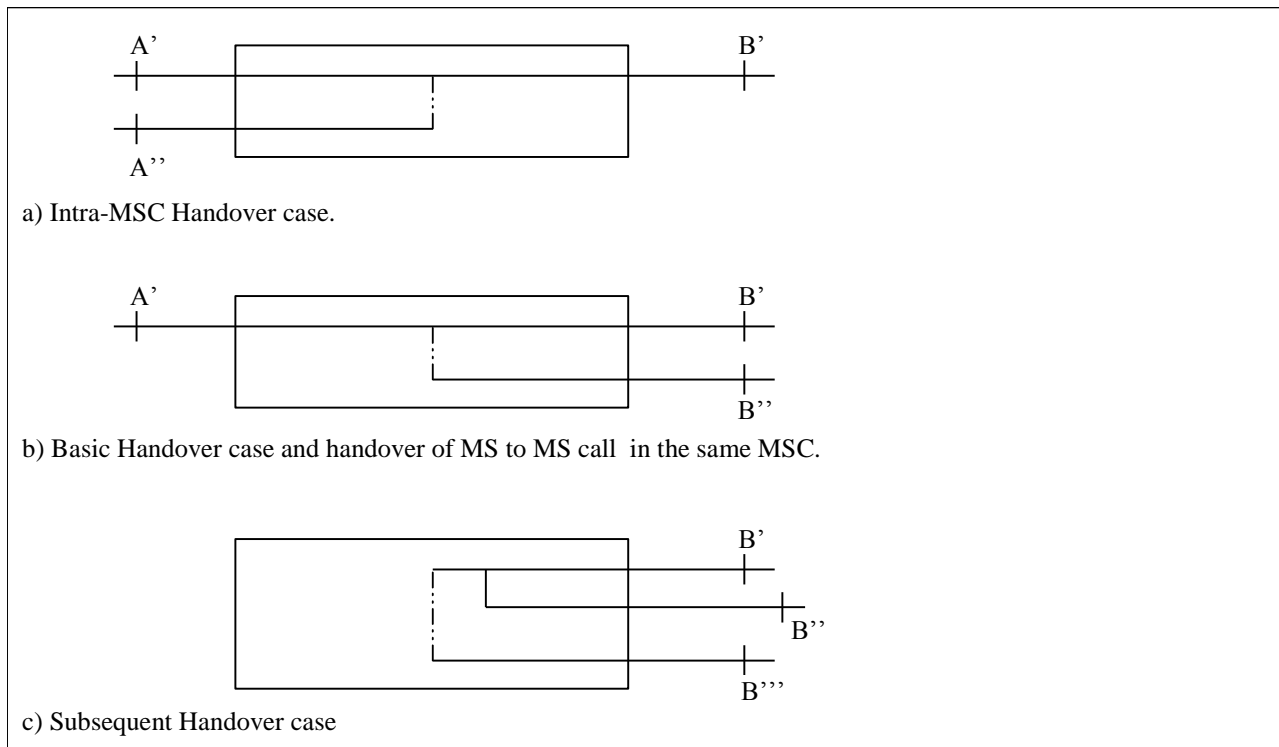 A’ B’
A’’
a) Intra-MSC Handover case.
A’ B’
B’’
b) Basic Handover case and handover of MS to MS call  in the same MSC.
B’
B’’
B’’’
c) Subsequent Handover case